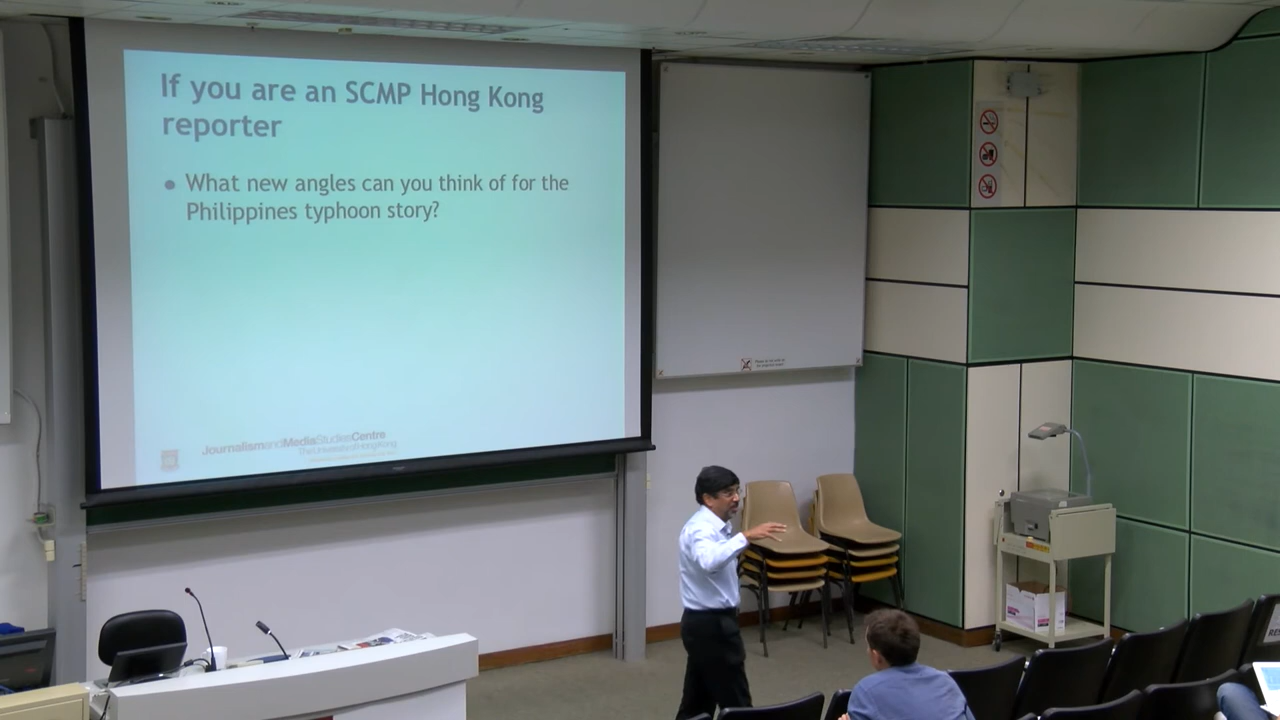 If you are an SCMP Hong Kong
reporter
• What new angles can you think of for the
Philippines typhoon story?
JournalismandMediaStudiesCentre
The University of Hong Kong
RES